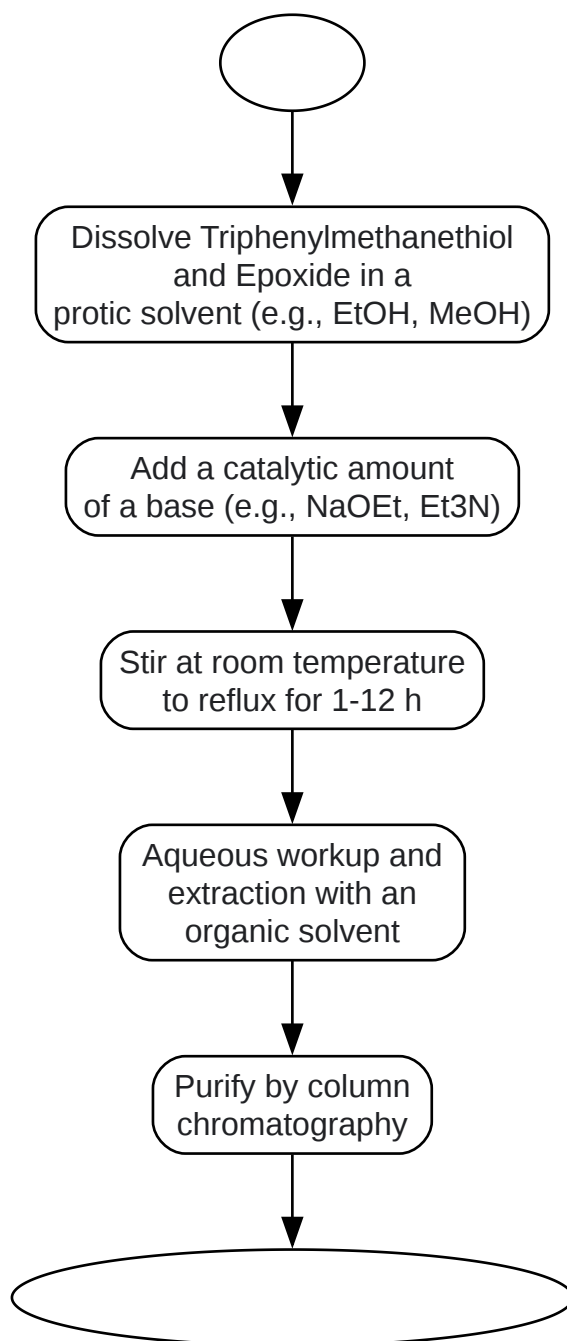 Dissolve Triphenylmethanethiol
and Epoxide in a
protic solvent (e.g., EtOH, MeOH)
Add a catalytic amount
of a base (e.g., NaOEt, Et3N)
Stir at room temperature
to reflux for 1-12 h
Aqueous workup and
extraction with an
organic solvent
Purify by column
chromatography